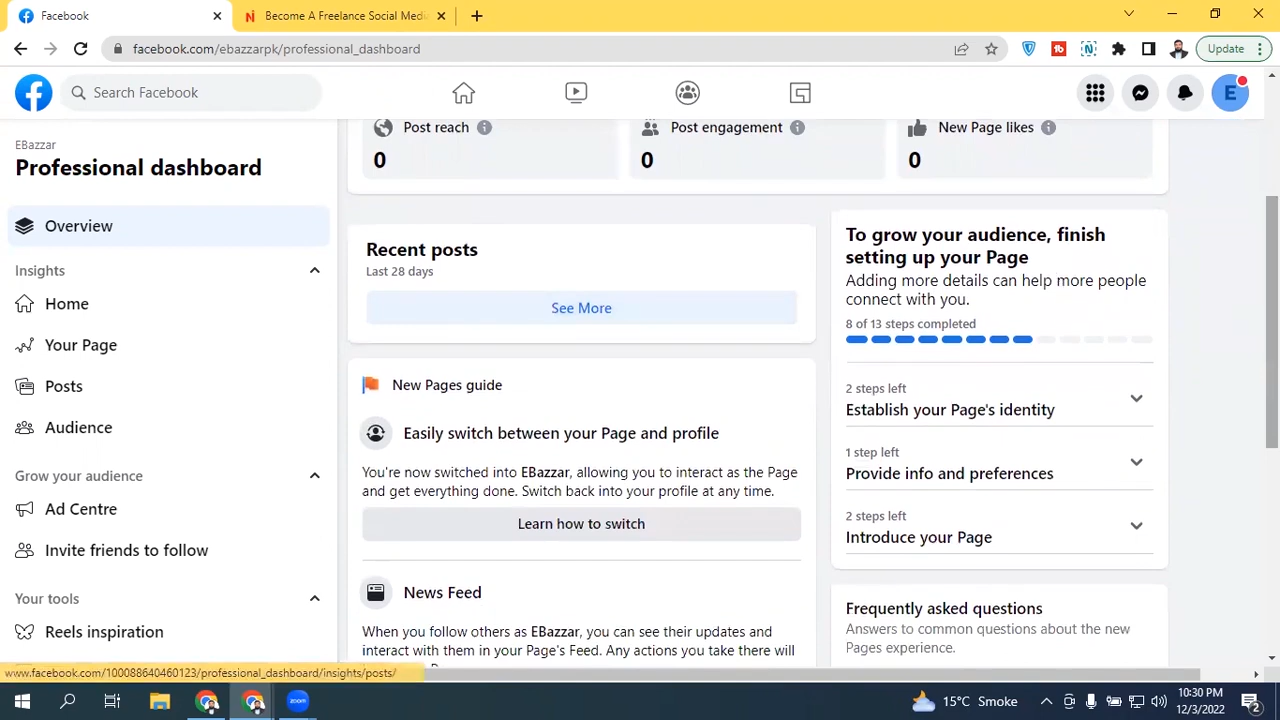 Facebook
Become A Freelance Social Medi
facebook.com/ebazzarpk/professional_dashboard
Update
Search Facebook
E
EBazzar
Professional dashboard
Overview
Insights
Home
Your Page
Posts
Audience
Grow your audience
Ad Centre
Invite friends to follow
Your tools
Reels inspiration
Post reach
0
Post engagement
0
New Page likes
0
Recent posts
Last 28 days
See More
New Pages guide
Easily switch between your Page and profile
You're now switched into EBazzar, allowing you to interact as the Page
and get everything done. Switch back into your profile at any time.
Learn how to switch
News Feed
When you follow others as EBazzar, you can see their updates and
interact with them in your Page's Feed. Any actions you take there will
To grow your audience, finish
setting up your Page
Adding more details can help more people
connect with you.
8 of 13 steps completed
2 steps left
Establish your Page's identity
1 step left
Provide info and preferences
2 steps left
Introduce your Page
Frequently asked questions
Answers to common questions about the new
Pages experience.
www.facebook.com/100088640460123/professional_dashboard/insights/posts/
zoom
15°C Smoke
10:30 PM
12/3/2022
2